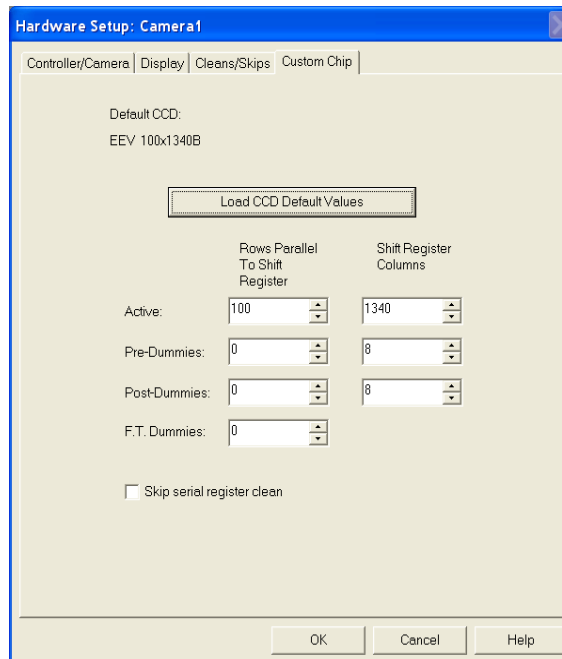 Hardware Setup: Camera1
Controller/Camera Display Cleans/Skips Custom Chip
Default CCD:
EEV 100x1340B
Load CCD Default Values
Rows Parallel
To Shift
Register
Shift Register
Columns
Active: 100 1340
Pre-Dummies: 0 8
Post-Dummies: 0 8
F.T. Dummies: 0
Skip serial register clean
OK Cancel Help